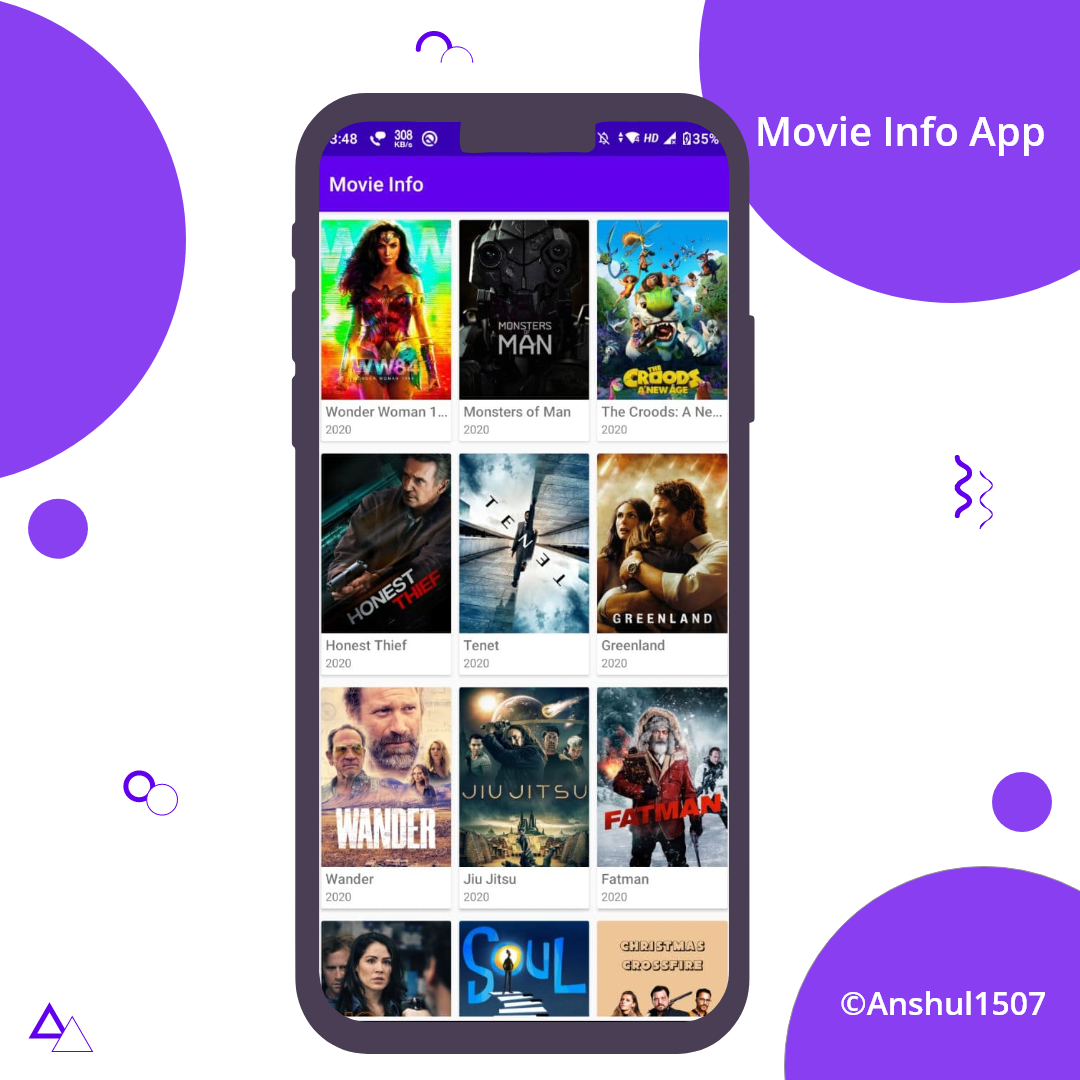 Movie Info App
3:48
308
KB/s
HD
35%
Movie Info
WW84
WONDER WOMAN 1984
MONSTERS
OF
MAN
THE
CROODS
A NEW AGE
Wonder Woman 1...
2020
Monsters of Man
2020
The Croods: A Ne...
2020
HONEST
THIEF
TENET
GREENLAND
Honest Thief
2020
Tenet
2020
Greenland
2020
WANDER
JIU JITSU
FATMAN
Wander
2020
Jiu Jitsu
2020
Fatman
2020
SOUL
CHRISTMAS
CROSSFIRE
©Anshul1507